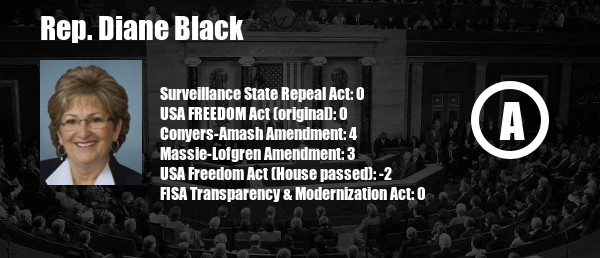 Rep. Diane Black
Surveillance State Repeal Act: 0
USA FREEDOM Act (original): 0
Conyers-Amash Amendment: 4
Massie-Lofgren Amendment: 3
USA Freedom Act (House passed): -2
FISA Transparency & Modernization Act: 0
A